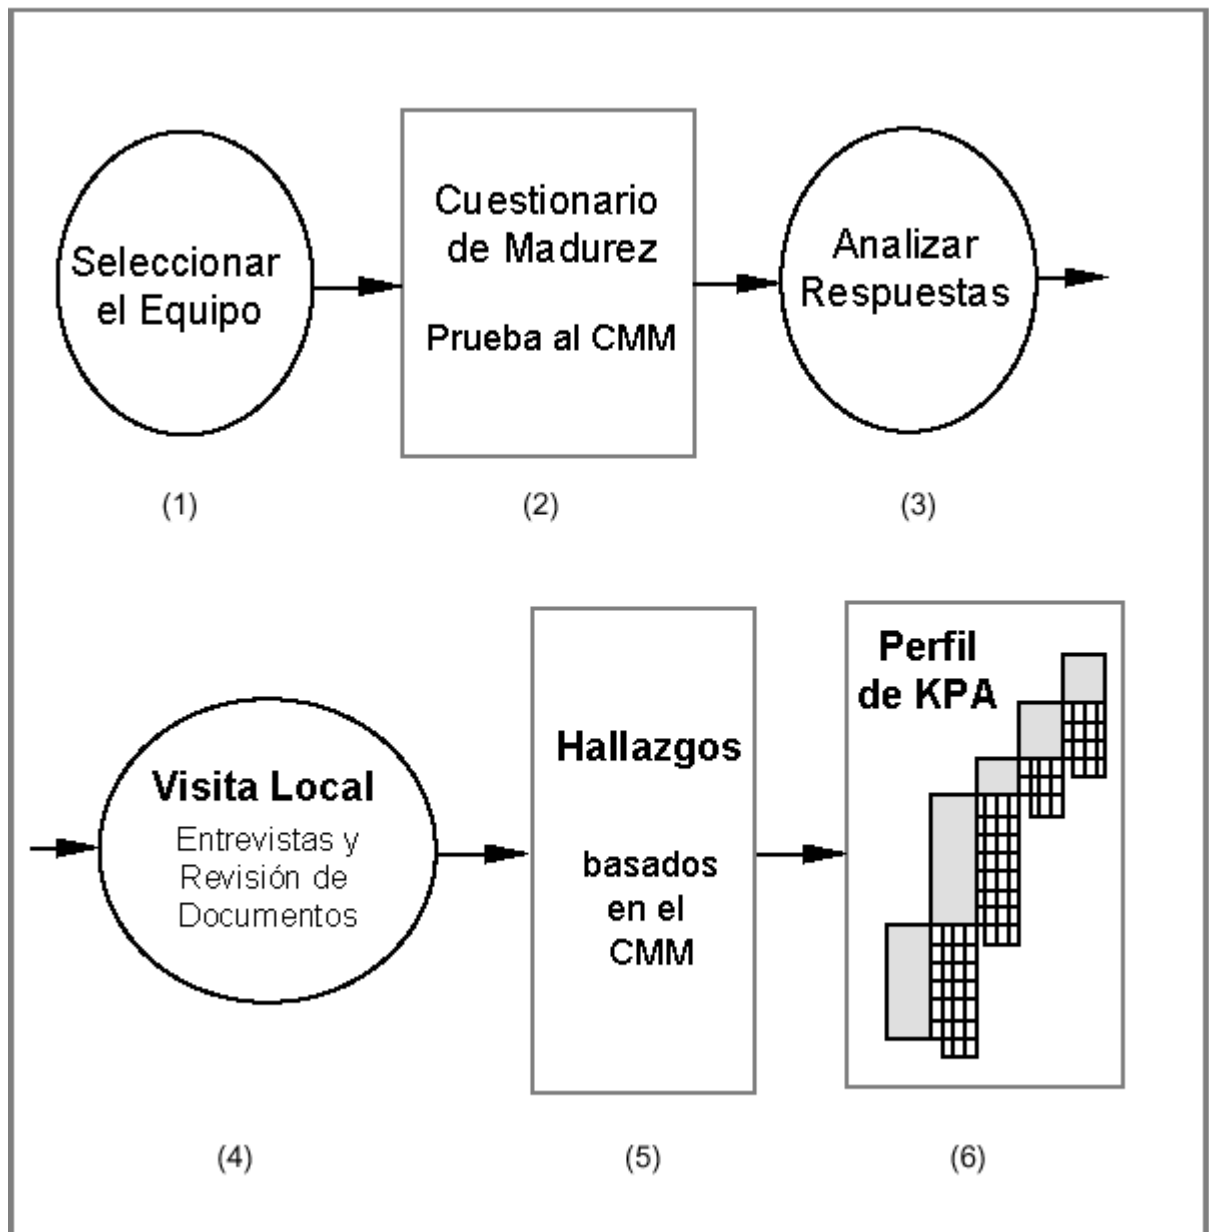 Seleccionar
el Equipo
Cuestionario
de Madurez
Prueba al CMM
Analizar
Respuestas
(1)
(2)
(3)
Visita Local
Entrevistas y
Revisión de
Documentos
Hallazgos
basados
en el
CMM
Perfil
de KPA
(4)
(5)
(6)